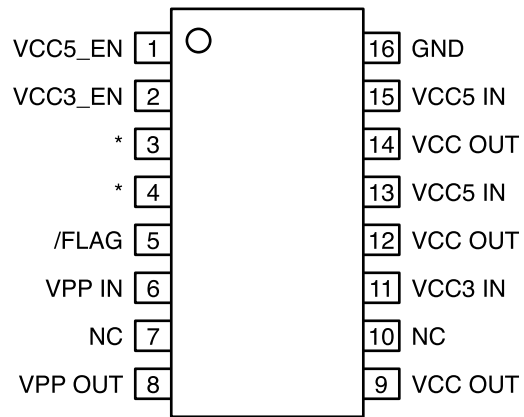 VCC5_EN 1 16 GND
VCC3_EN 2 15 VCC5 IN
* 3 14 VCC OUT
* 4 13 VCC5 IN
/FLAG 5 12 VCC OUT
VPP IN 6 11 VCC3 IN
NC 7 10 NC
VPP OUT 8 9 VCC OUT